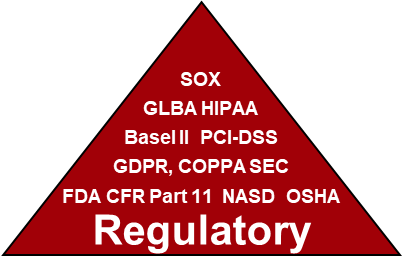 SOX
GLBA HIPAA
Basel II PCI-DSS
GDPR, COPPA SEC
FDA CFR Part 11 NASD OSHA
Regulatory